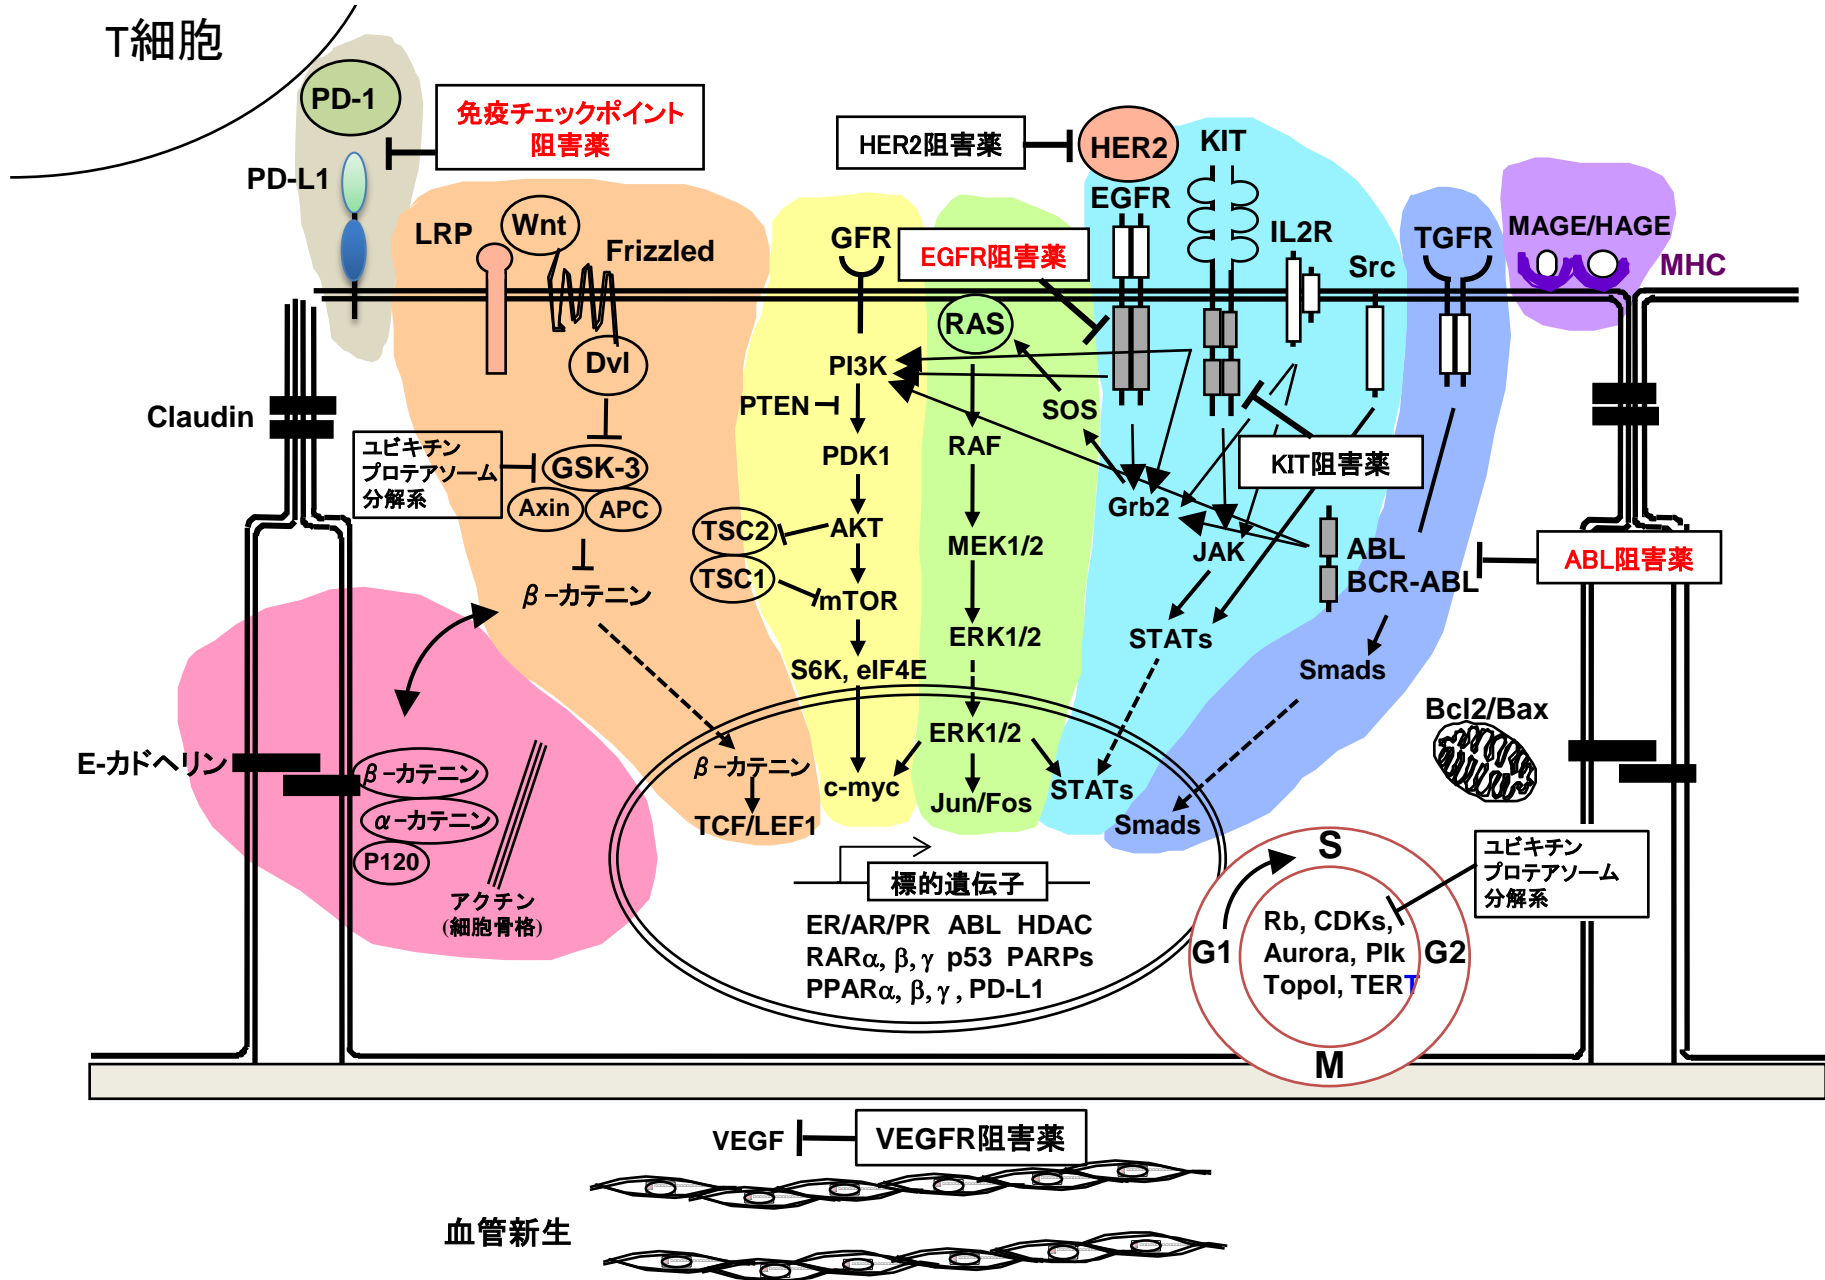 T細胞
PD-1
免疫チェックポイント
阻害薬
PD-L1
HER2阻害薬
HER2
KIT
EGFR
LRP
Wnt
Frizzled
GFR
EGFR阻害薬
IL2R
Src
TGFR
MAGE/HAGE
MHC
RAS
Dvl
PI3K
PTEN
SOS
Claudin
ユビキチン
プロテアソーム
分解系
GSK-3
Axin
APC
PDK1
RAF
KIT阻害薬
Grb2
TSC2
AKT
MEK1/2
JAK
ABL
BCR-ABL
ABL阻害薬
TSC1
mTOR
β-カテニン
ERK1/2
STATs
Smads
S6K, eIF4E
Bcl2/Bax
E-カドヘリン
β-カテニン
α-カテニン
P120
アクチン
(細胞骨格)
β-カテニン
TCF/LEF1
c-myc
ERK1/2
Jun/Fos
STATs
Smads
標的遺伝子
ER/AR/PR ABL HDAC
RARα, β, γ p53 PARPs
PPARα, β, γ, PD-L1
S
G1
G2
M
Rb, CDKs,
Aurora, Plk
TopoI, TERT
ユビキチン
プロテアソーム
分解系
VEGF
VEGFR阻害薬
血管新生